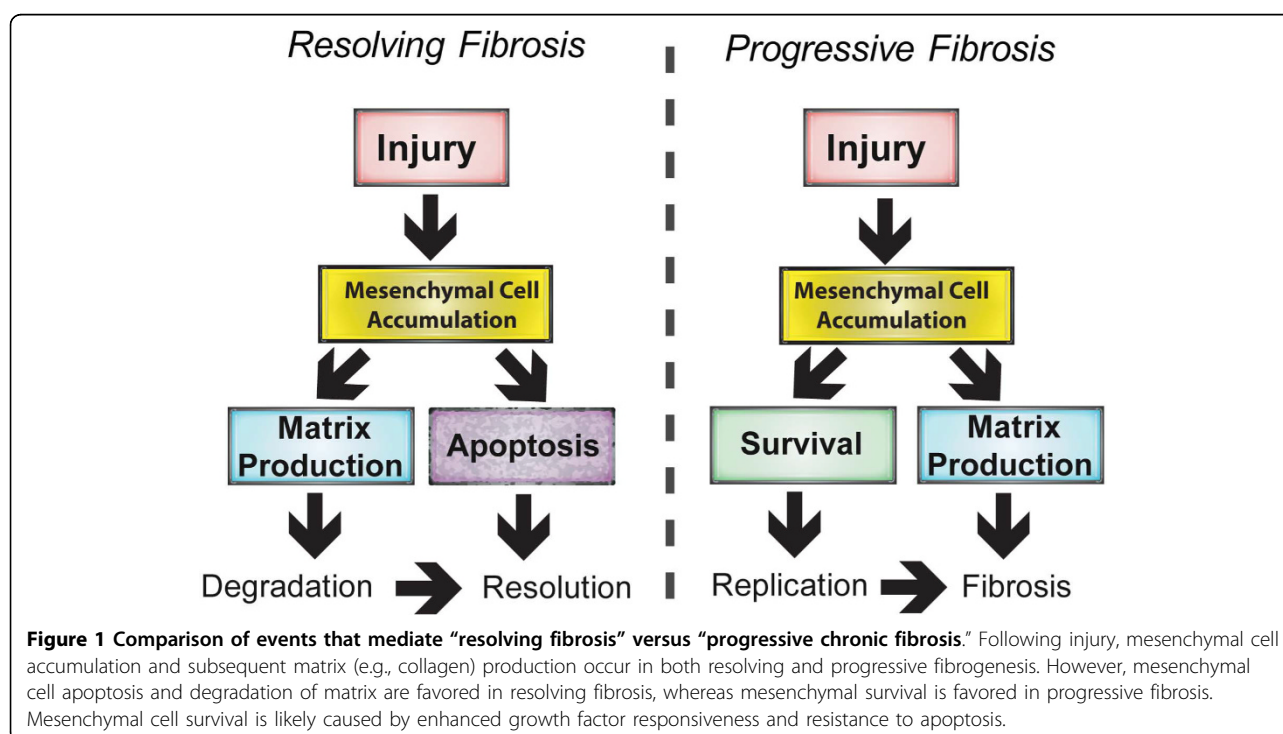 Resolving Fibrosis
Progressive Fibrosis
Injury
Injury
Mesenchymal Cell
Accumulation
Mesenchymal Cell
Accumulation
Matrix
Production
Apoptosis
Survival
Matrix
Production
Degradation
Resolution
Replication
Fibrosis
Figure 1 Comparison of events that mediate “resolving fibrosis” versus “progressive chronic fibrosis.” Following injury, mesenchymal cell
accumulation and subsequent matrix (e.g., collagen) production occur in both resolving and progressive fibrogenesis. However, mesenchymal
cell apoptosis and degradation of matrix are favored in resolving fibrosis, whereas mesenchymal survival is favored in progressive fibrosis.
Mesenchymal cell survival is likely caused by enhanced growth factor responsiveness and resistance to apoptosis.